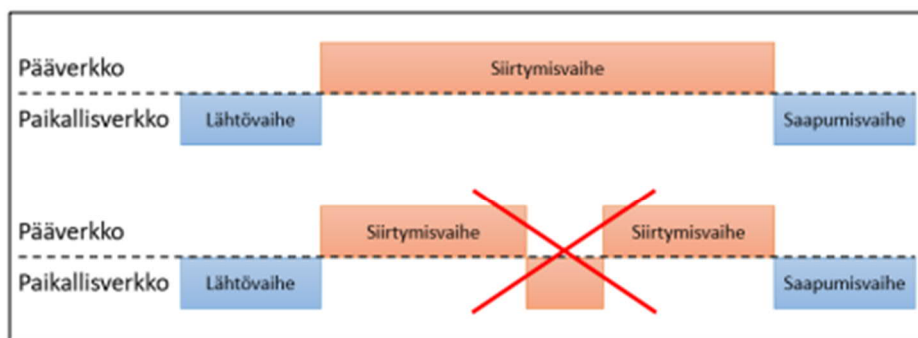 Pääverkko
Siirtymisvaihe
Paikallisverkko
Lähtövaihe
Saapumisvaihe
Pääverkko
Siirtymisvaihe
Siirtymisvaihe
Paikallisverkko
Lähtövaihe
Saapumisvaihe